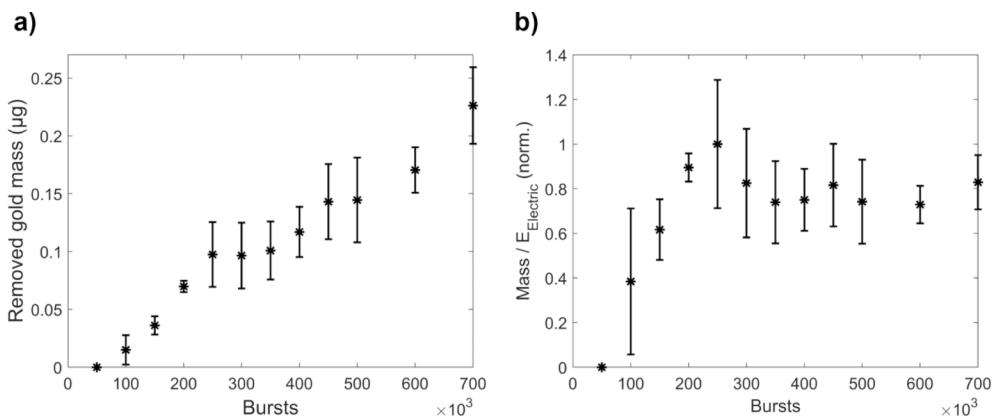 a)
Removed gold mass (µg)
0.25
0.2
0.15
0.1
0.05
0
0 100 200 300 400 500 600 700
Bursts
×10³
b)
Mass / E_Electric (norm.)
1.4
1.2
1
0.8
0.6
0.4
0.2
0
0 100 200 300 400 500 600 700
Bursts
×10³